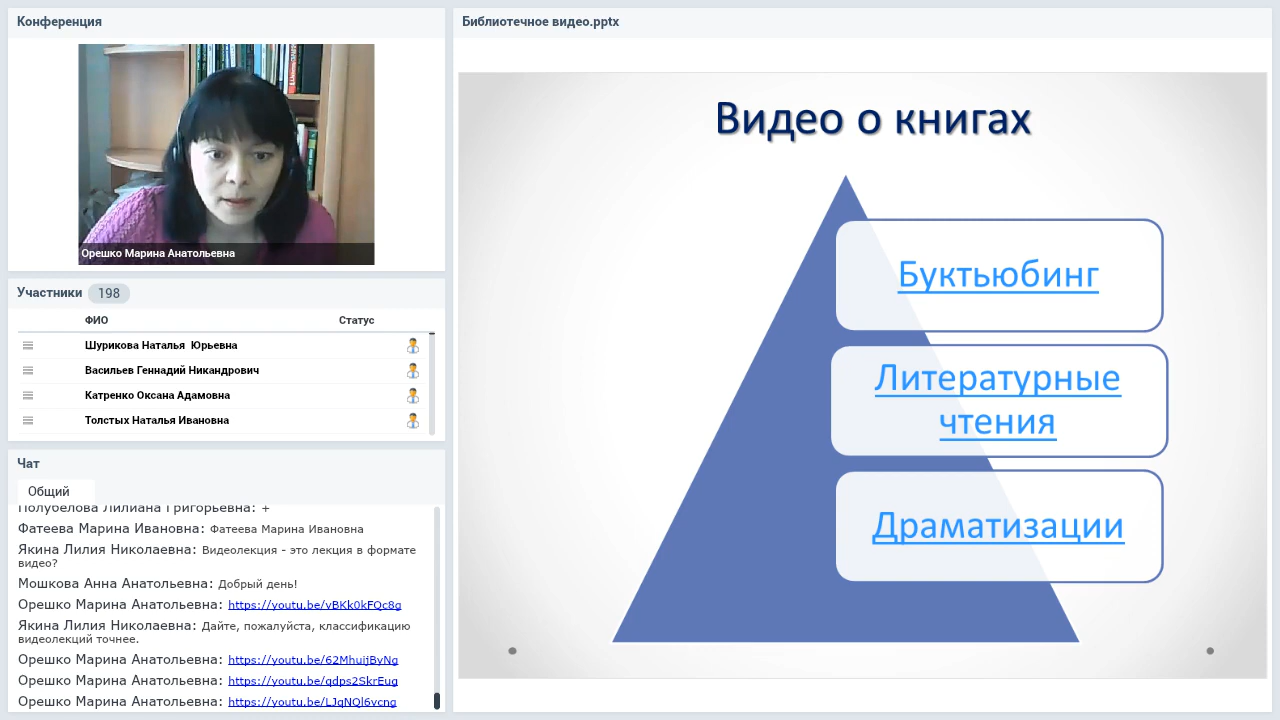 Конференция
Орешко Марина Анатольевна
Участники 198
ФИО Статус
Шурикова Наталья Юрьевна
Васильев Геннадий Никандрович
Катренко Оксана Адамовна
Толстых Наталья Ивановна
Чат
Общий
Полубелова Лилиана Григорьевна: +
Фатеева Марина Ивановна: Фатеева Марина Ивановна
Якина Лилия Николаевна: Видеолекция - это лекция в формате
видео?
Мошкова Анна Анатольевна: Добрый день!
Орешко Марина Анатольевна: https://youtu.be/vBKk0kFQc8g
Якина Лилия Николаевна: Дайте, пожалуйста, классификацию
видеолекций точнее.
Орешко Марина Анатольевна: https://youtu.be/62MhuijByNg
Орешко Марина Анатольевна: https://youtu.be/qdps2SkrEug
Орешко Марина Анатольевна: https://youtu.be/LJqNQl6vcng
Библиотечное видео.pptx
Видео о книгах
Буктьюбинг
Литературные
чтения
Драматизации